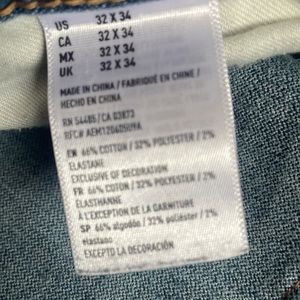 US 32 X 34
CA 32 X 34
MX 32 X 34
UK 32 X 34
MADE IN CHINA / FABRIQUÉ EN CHINE /
HECHO EN CHINA
RN 54485/CA 03873
EN 66% COTTON / 32% POLYESTER / 2%
ELASTANE
EXCLUSIVE OF DECORATION
FR 66% COTON / 32% POLYESTER / 2%
ELASTHANNE
À L'EXCEPTION DE LA GARNITURE
SP 66% algodón / 32% poliéster / 2%
elastano
EXCEPTO LA DECORACIÓN